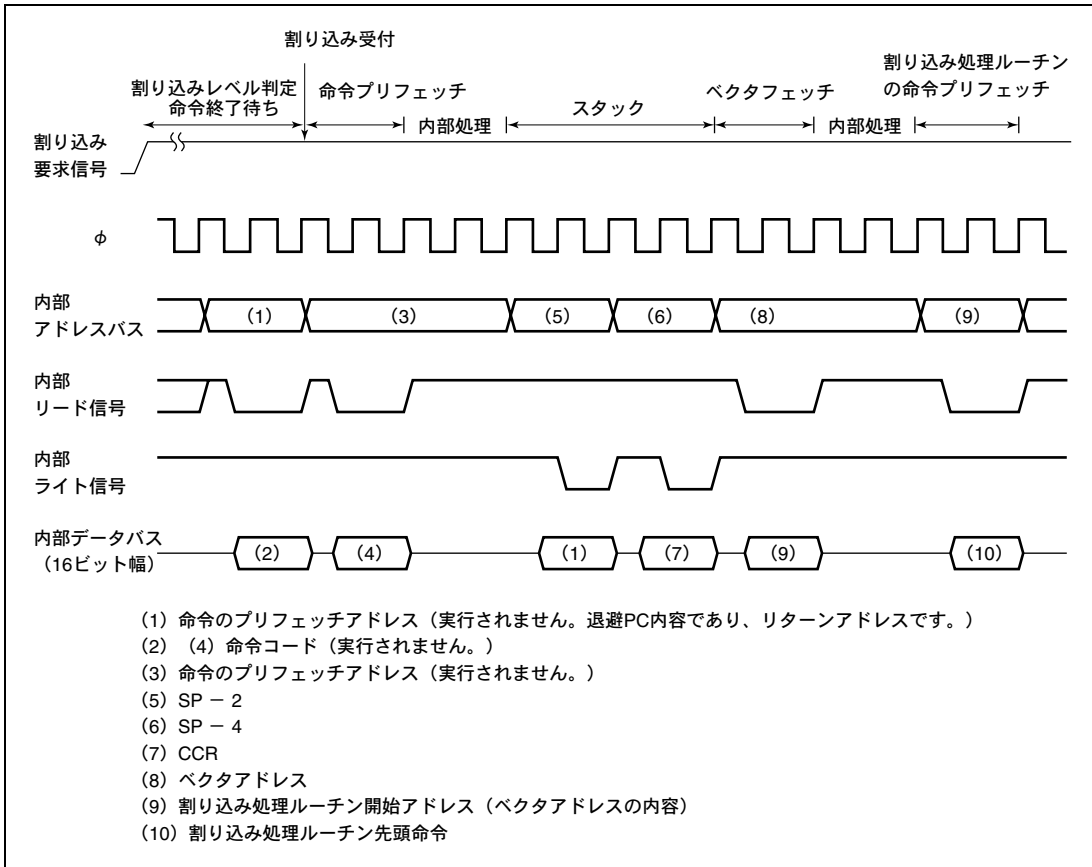 割り込み受付
割り込みレベル判定
命令終了待ち
命令プリフェッチ
内部処理
スタック
ベクタフェッチ
内部処理
割り込み処理ルーチン
の命令プリフェッチ
割り込み
要求信号
φ
内部
アドレスバス
(1) (3) (5) (6) (8) (9)
内部
リード信号
内部
ライト信号
内部データバス
(16ビット幅)
(2) (4) (1) (7) (9) (10)
(1) 命令のプリフェッチアドレス（実行されません。退避PC内容であり、リターンアドレスです。）
(2) (4) 命令コード（実行されません。）
(3) 命令のプリフェッチアドレス（実行されません。）
(5) SP － 2
(6) SP － 4
(7) CCR
(8) ベクタアドレス
(9) 割り込み処理ルーチン開始アドレス（ベクタアドレスの内容）
(10) 割り込み処理ルーチン先頭命令